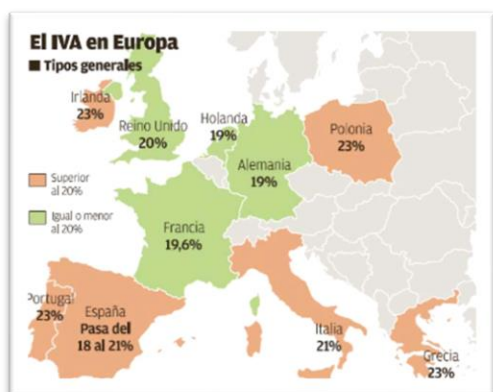 El IVA en Europa
Tipos generales
Irlanda
23%
Reino Unido
20%
Holanda
19%
Polonia
23%
Alemania
19%
Superior
al 20%
Igual o menor
al 20%
Francia
19,6%
Portugal
23%
España
Pasa del
18 al 21%
Italia
21%
Grecia
23%